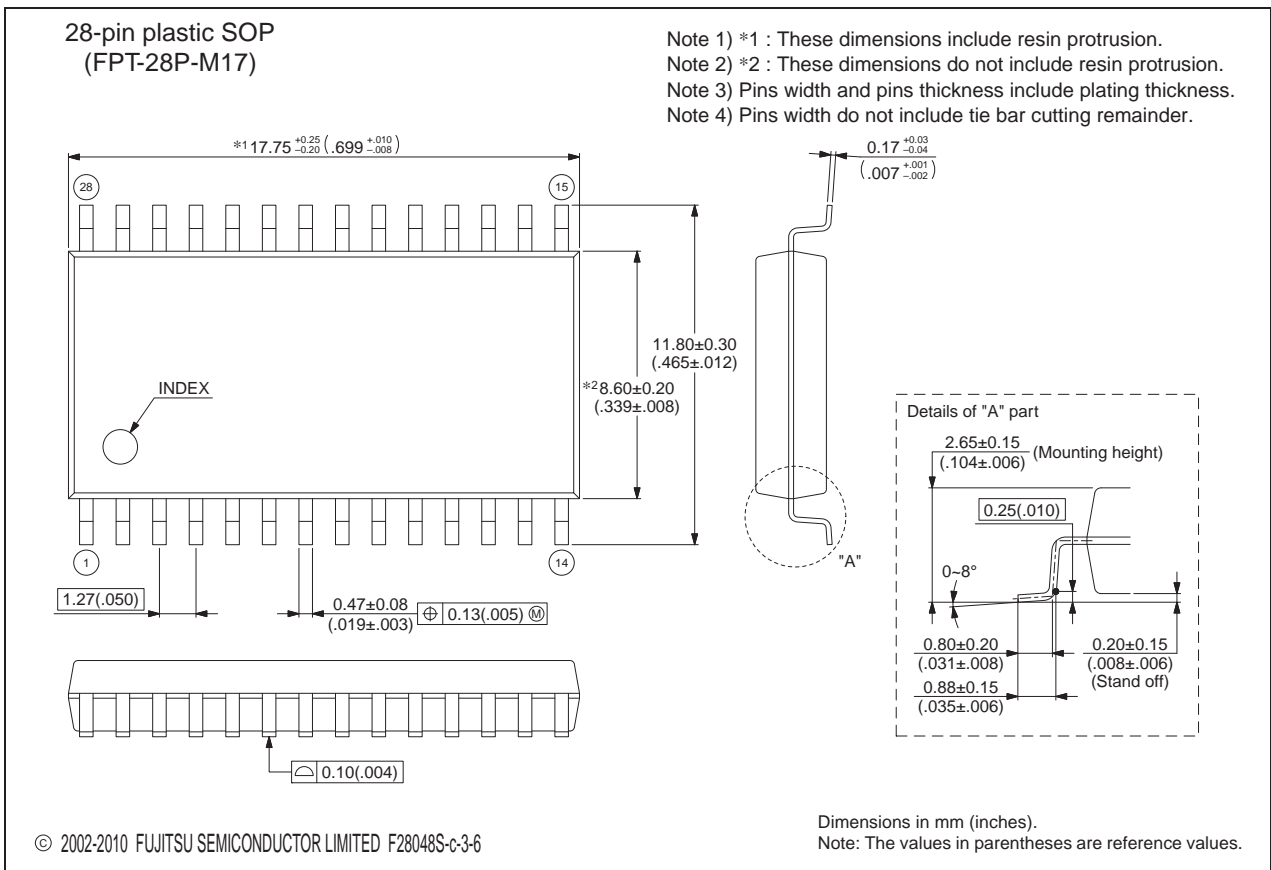 28-pin plastic SOP
(FPT-28P-M17)
Note 1) *1 : These dimensions include resin protrusion.
Note 2) *2 : These dimensions do not include resin protrusion.
Note 3) Pins width and pins thickness include plating thickness.
Note 4) Pins width do not include tie bar cutting remainder.
*1 17.75 +0.25 –0.20 (.699 +.010 –.008)
0.17 +0.03 –0.04
(.007 +.001 –.002)
28
15
11.80±0.30
(.465±.012)
*2 8.60±0.20
(.339±.008)
INDEX
1
14
"A"
1.27(.050)
0.47±0.08
(.019±.003)
⌖ 0.13(.005) Ⓜ
Details of "A" part
2.65±0.15
(.104±.006)
(Mounting height)
0.25(.010)
0~8°
0.80±0.20
(.031±.008)
0.88±0.15
(.035±.006)
0.20±0.15
(.008±.006)
(Stand off)
⌓ 0.10(.004)
© 2002-2010 FUJITSU SEMICONDUCTOR LIMITED F28048S-c-3-6
Dimensions in mm (inches).
Note: The values in parentheses are reference values.